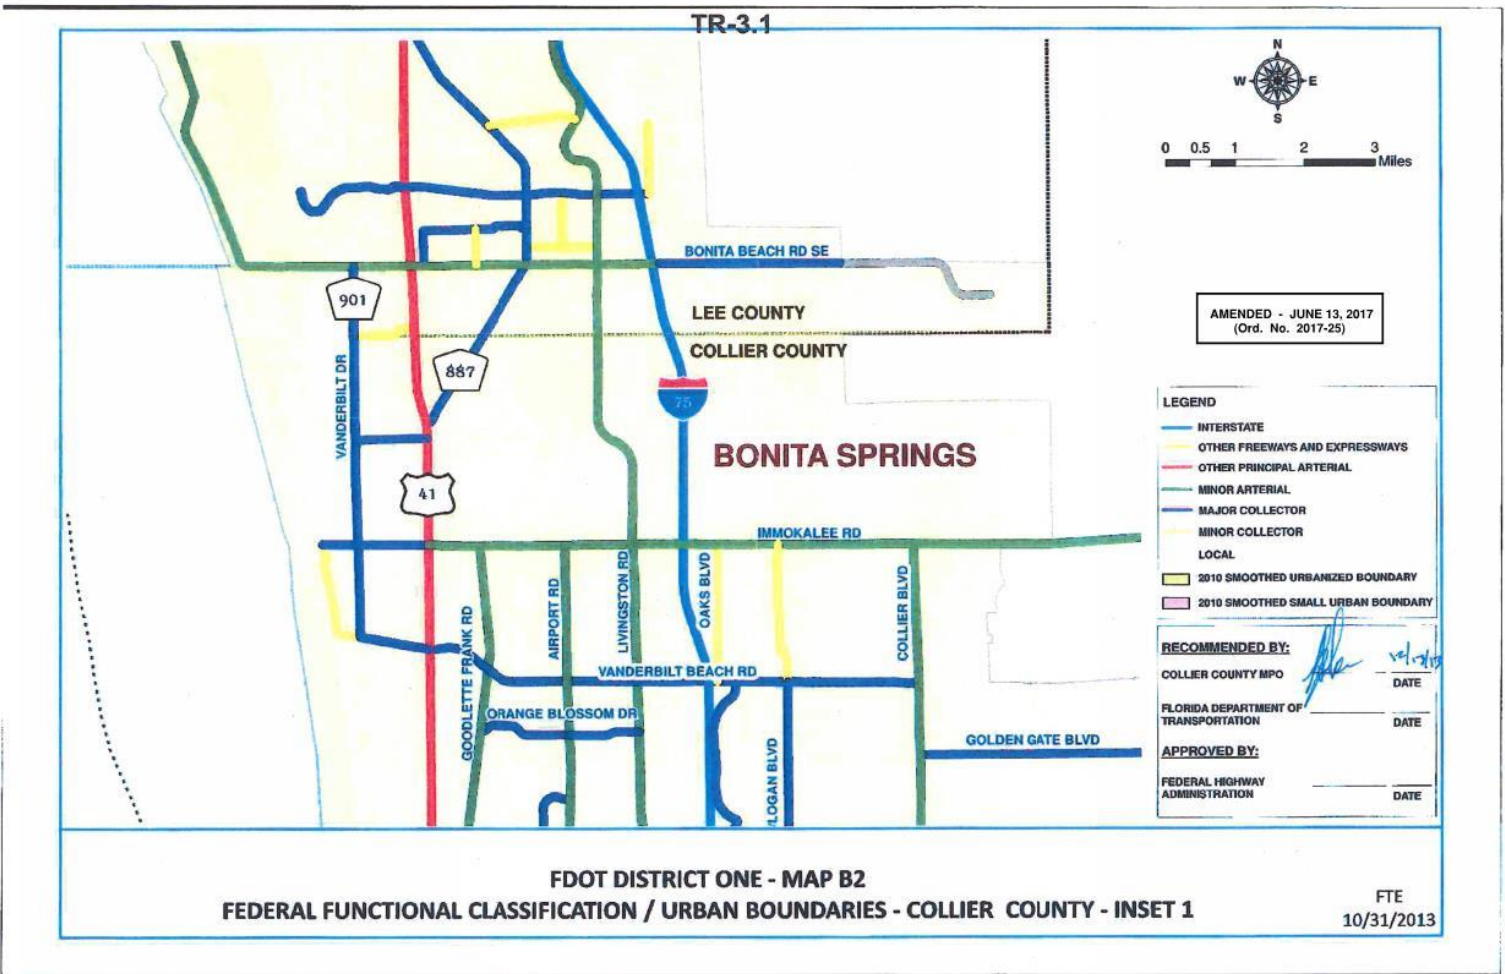 TR-3.1
N
W E
S
0 0.5 1 2 3
Miles
BONITA BEACH RD SE
901
LEE COUNTY
AMENDED - JUNE 13, 2017
(Ord. No. 2017-25)
COLLIER COUNTY
887
VANDERBILT DR
75
LEGEND
INTERSTATE
OTHER FREEWAYS AND EXPRESSWAYS
OTHER PRINCIPAL ARTERIAL
MINOR ARTERIAL
MAJOR COLLECTOR
MINOR COLLECTOR
LOCAL
2010 SMOOTHED URBANIZED BOUNDARY
2010 SMOOTHED SMALL URBAN BOUNDARY
BONITA SPRINGS
41
IMMOKALEE RD
GOODLETTE FRANK RD
AIRPORT RD
LIVINGSTON RD
OAKS BLVD
COLLIER BLVD
VANDERBILT BEACH RD
ORANGE BLOSSOM DR
/LOGAN BLVD
GOLDEN GATE BLVD
RECOMMENDED BY:
COLLIER COUNTY MPO
DATE
FLORIDA DEPARTMENT OF
TRANSPORTATION
DATE
APPROVED BY:
FEDERAL HIGHWAY
ADMINISTRATION
DATE
FDOT DISTRICT ONE - MAP B2
FEDERAL FUNCTIONAL CLASSIFICATION / URBAN BOUNDARIES - COLLIER COUNTY - INSET 1
FTE
10/31/2013